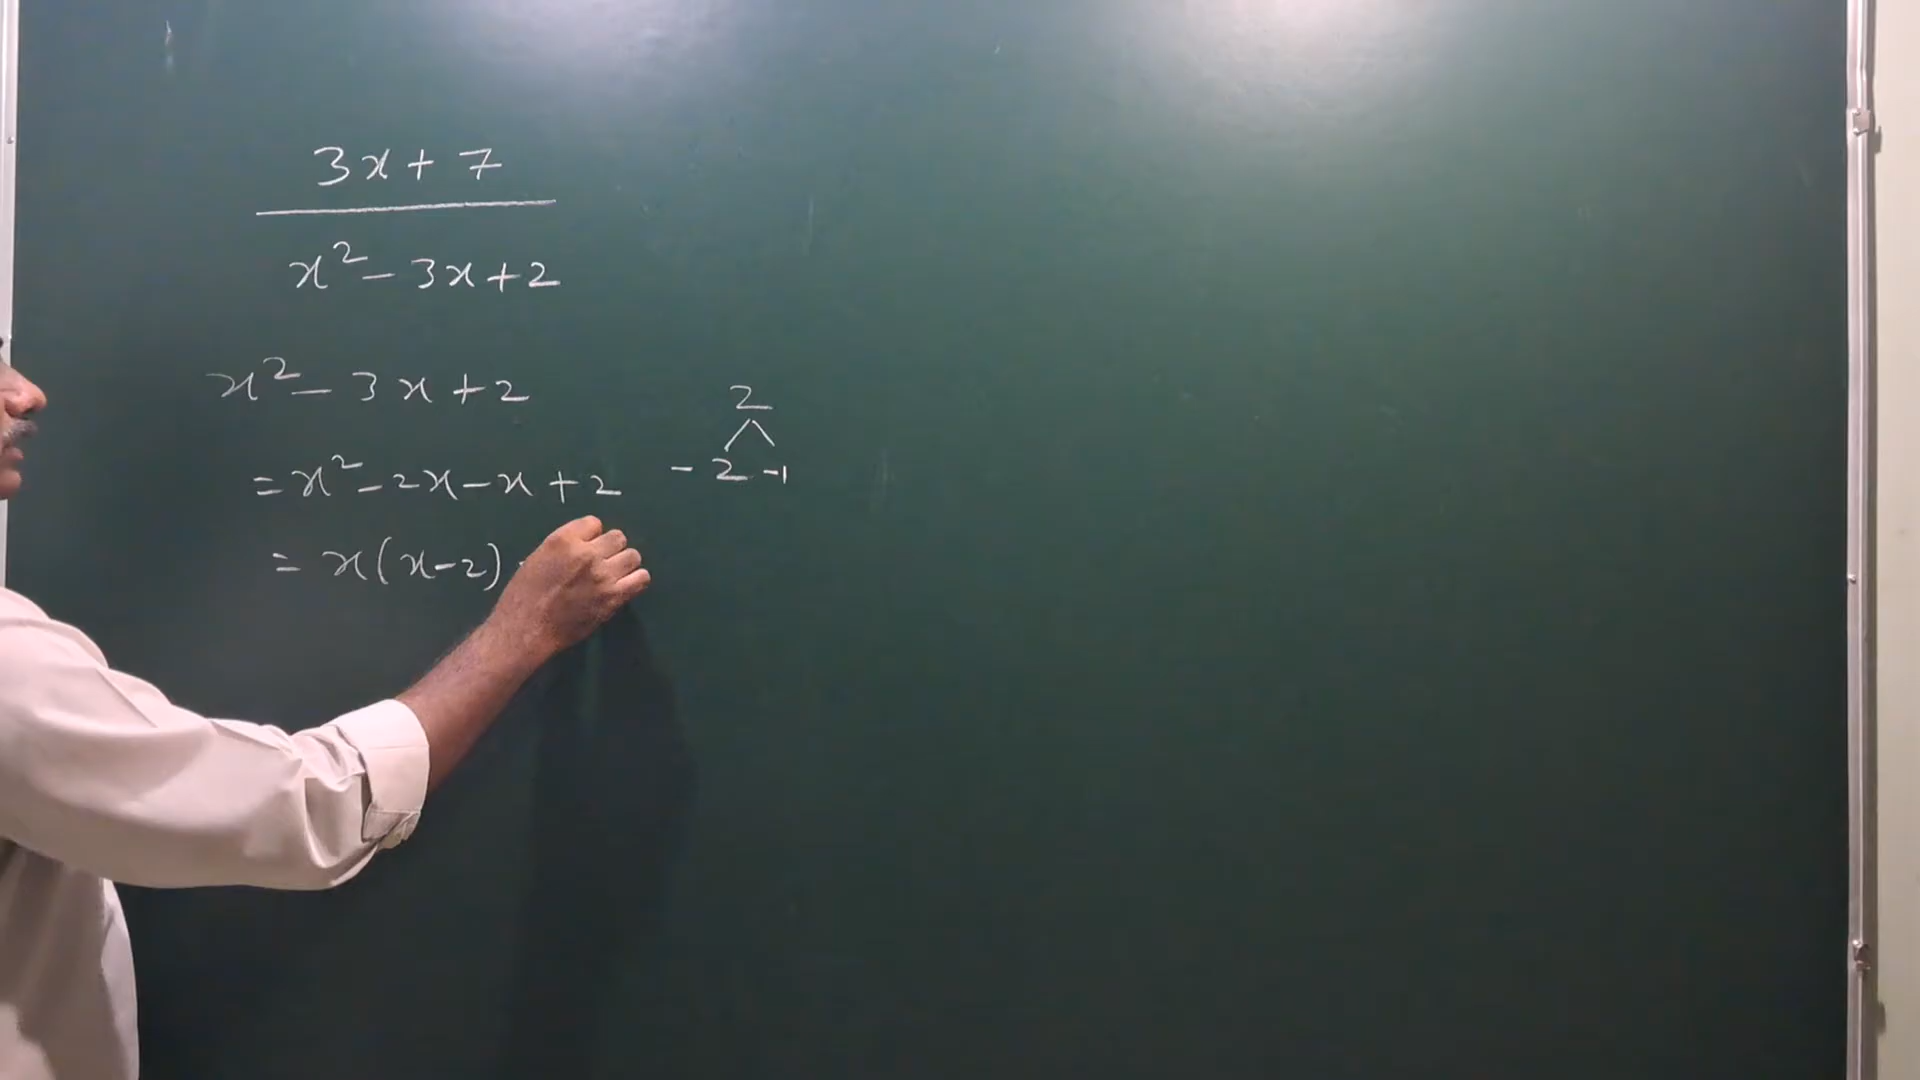 3x + 7
x² - 3x + 2
x² - 3x + 2
2
= x² - 2x - x + 2
- 2 -1
= x(x-2)